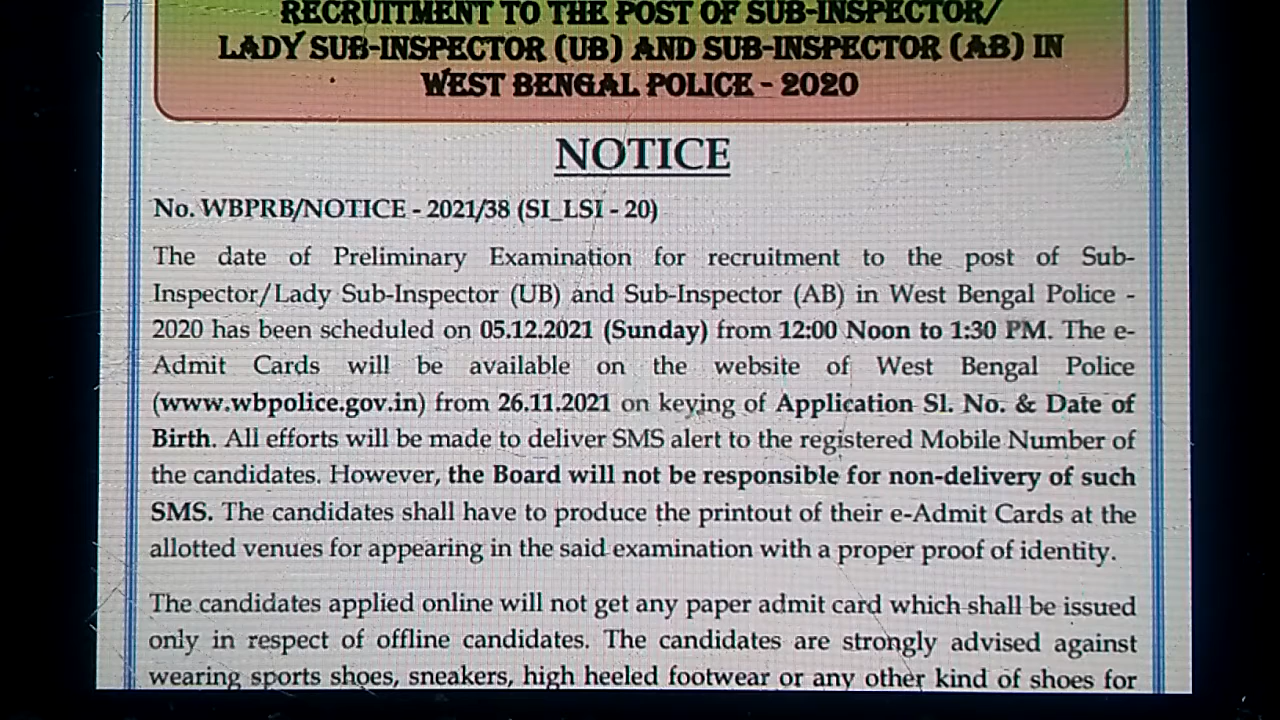 RECRUITMENT TO THE POST OF SUB-INSPECTOR/
LADY SUB-INSPECTOR (UB) AND SUB-INSPECTOR (AB) IN
WEST BENGAL POLICE - 2020
NOTICE
No. WBPRB/NOTICE - 2021/38 (SI_LSI - 20)
The date of Preliminary Examination for recruitment to the post of Sub-
Inspector/Lady Sub-Inspector (UB) and Sub-Inspector (AB) in West Bengal Police -
2020 has been scheduled on 05.12.2021 (Sunday) from 12:00 Noon to 1:30 PM. The e-
Admit Cards will be available on the website of West Bengal Police
(www.wbpolice.gov.in) from 26.11.2021 on keying of Application Sl. No. & Date of
Birth. All efforts will be made to deliver SMS alert to the registered Mobile Number of
the candidates. However, the Board will not be responsible for non-delivery of such
SMS. The candidates shall have to produce the printout of their e-Admit Cards at the
allotted venues for appearing in the said examination with a proper proof of identity.
The candidates applied online will not get any paper admit card which shall be issued
only in respect of offline candidates. The candidates are strongly advised against
wearing sports shoes, sneakers, high heeled footwear or any other kind of shoes for